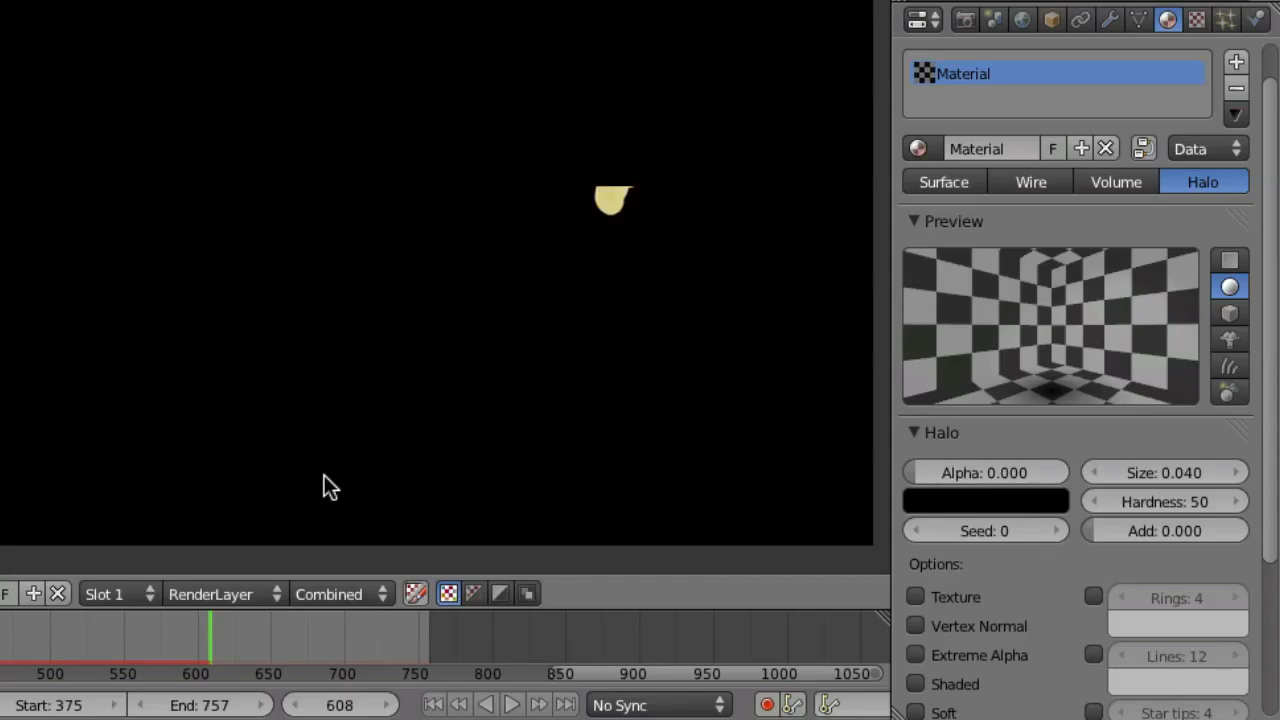 Material
Material F Data
Surface Wire Volume Halo
Preview
Halo
Alpha: 0.000 Size: 0.040
Hardness: 50
Seed: 0 Add: 0.000
Options:
Texture Rings: 4
Vertex Normal
Extreme Alpha Lines: 12
Shaded
Soft Star tips: 4
F Slot 1 RenderLayer Combined
500 550 600 650 700 750 800 850 900 950 1000 1050
Start: 375 End: 757 608 No Sync